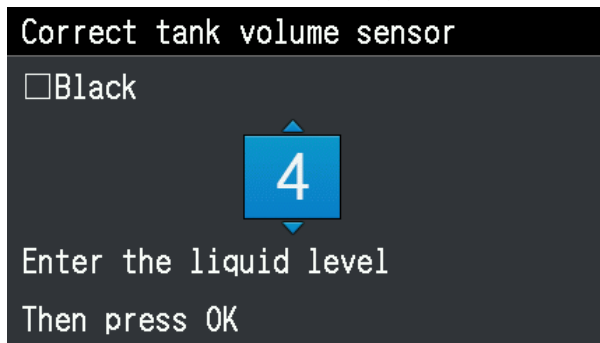 Correct tank volume sensor
□Black
4
Enter the liquid level
Then press OK